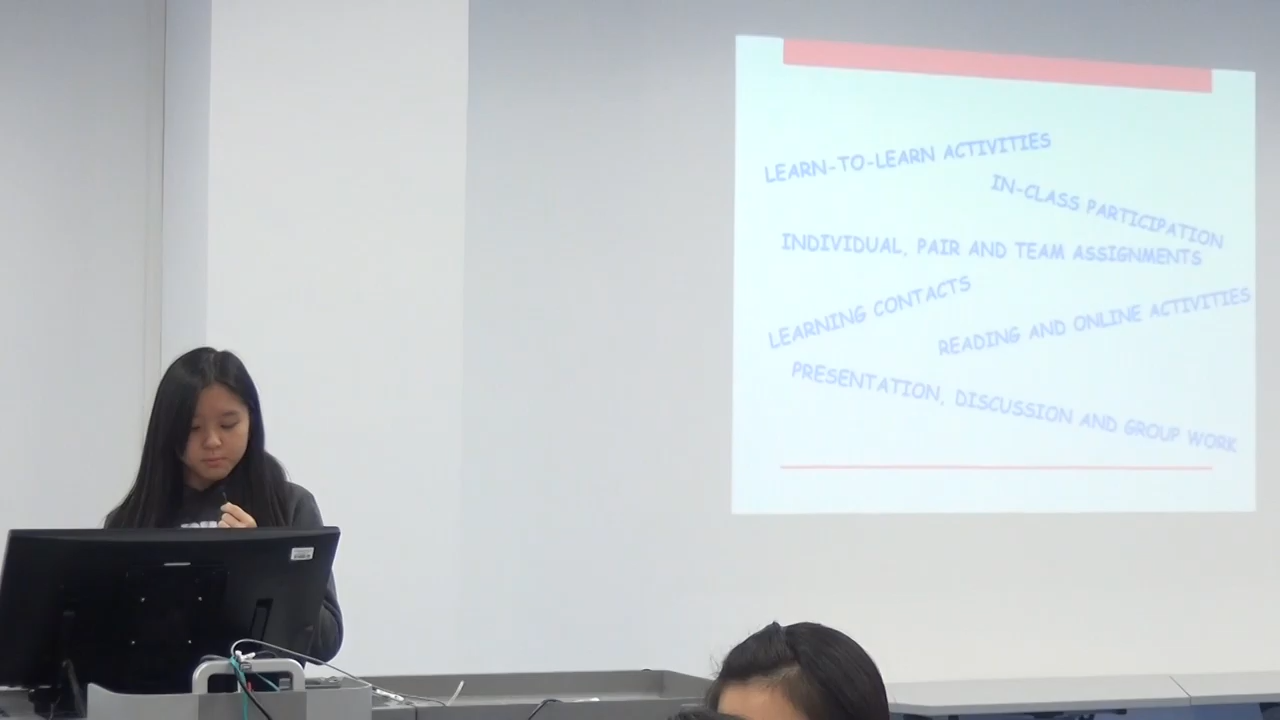 LEARN-TO-LEARN ACTIVITIES
IN-CLASS PARTICIPATION
INDIVIDUAL, PAIR AND TEAM ASSIGNMENTS
LEARNING CONTACTS
READING AND ONLINE ACTIVITIES
PRESENTATION, DISCUSSION AND GROUP WORK